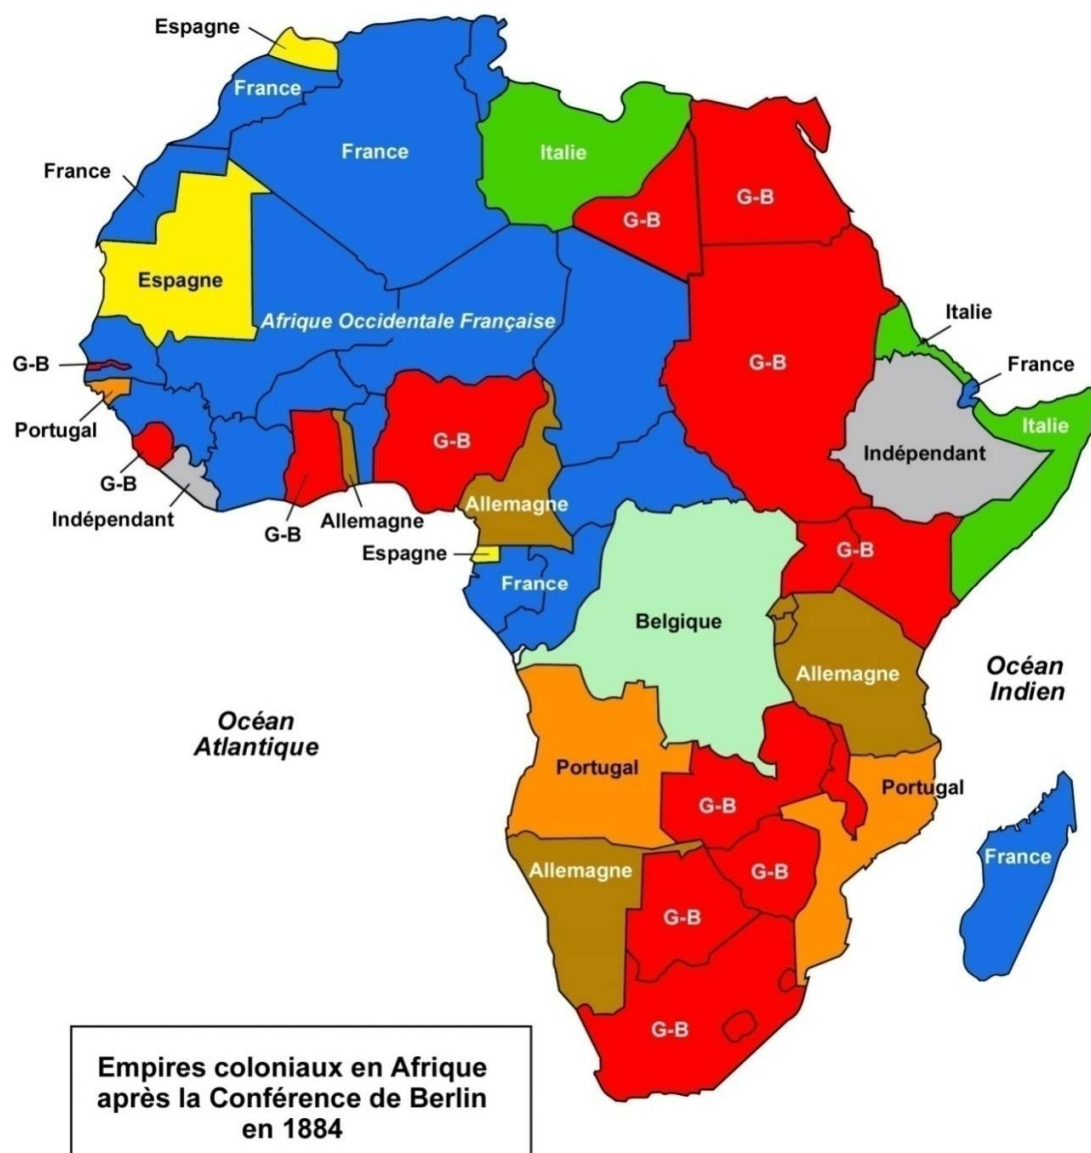 Espagne
France
France
France
Italie
G-B
G-B
Espagne
Afrique Occidentale Française
G-B
G-B
Italie
France
Portugal
G-B
Italie
Indépendant
G-B
Indépendant
G-B
Allemagne
Allemagne
Espagne
G-B
France
Belgique
Allemagne
Océan
Indien
Océan
Atlantique
Portugal
G-B
Portugal
Allemagne
G-B
France
G-B
G-B
Empires coloniaux en Afrique
après la Conférence de Berlin
en 1884